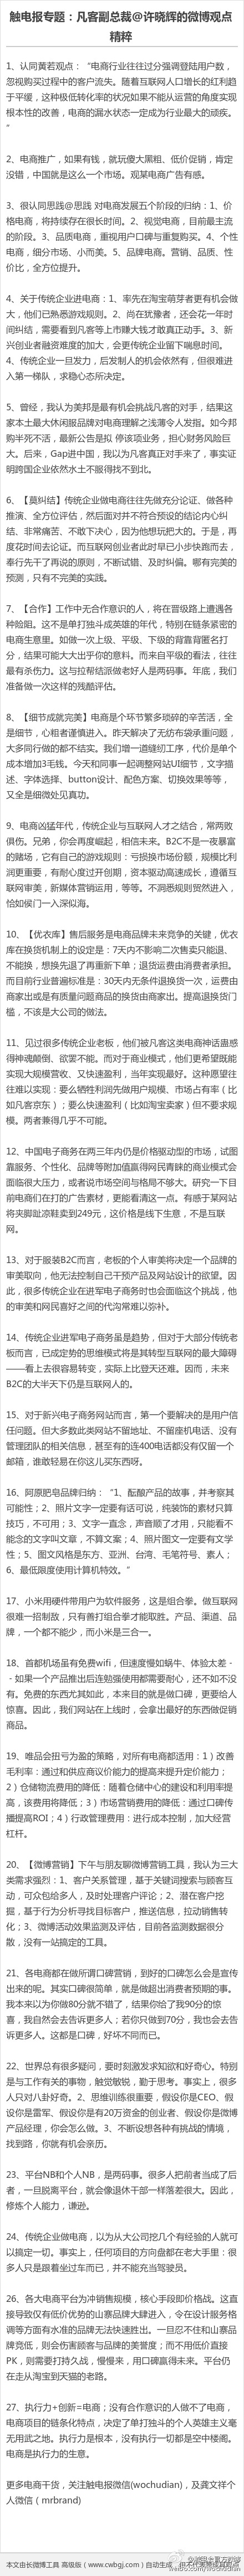 触电报专题：凡客副总裁@许晓辉的微博观点
精粹
1、认同黄若观点：“电商行业往往过分强调登陆用户数，
忽视购买过程中的客户流失。随着互联网人口增长的红利趋
于平缓，这种极低转化率的状况如果不能从运营的角度实现
根本性的改善，电商的漏水状态一定成为行业最大的顽疾。
”
2、电商推广，如果有钱，就玩傻大黑粗、低价促销，肯定
没错，中国就是这么一个市场。观某电商广告有感。
3、很认同思践@思践 对电商发展五个阶段的归纳：1、价
格电商，将持续存在很长时间。2、视觉电商，目前最主流
的阶段。3、品质电商，重视用户口碑与重复购买。4、个性
电商，细分市场、小而美。5、品牌电商。营销、品质、性
价比，全方位提升。
4、关于传统企业进电商：1、率先在淘宝萌芽者更有机会做
大，他们已熟悉游戏规则。2、尚在犹豫者，还会花一年时
间纠结，需要看到凡客等上市赚大钱才敢真正动手。3、新
兴创业者融资难度的加大，会更传统企业留下喘息时间。
4、传统企业一旦发力，后发制人的机会依然有，但很难进
入第一梯队，求稳心态所决定。
5、曾经，我认为美邦是最有机会挑战凡客的对手，结果这
家本土最大休闲服品牌对电商理解之浅薄令人发指。如今邦
购半死不活，最新公告是拟 停该项业务，担心财务风险巨
大。后来，Gap进中国，我以为凡客真正对手来了，事实证
明跨国企业依然水土不服得找不到北。
6、【莫纠结】传统企业做电商往往先做充分论证、做各种
推演、全方位评估，然后面对并不符合预设的结论内心纠
结、非常痛苦、不敢下决心，因为他想玩把大的。于是，再
度花时间去论证。而互联网创业者此时早已小步快跑而去，
奉行先干了再说的原则，不断试错、及时纠偏。哪有完美的
预测，只有不完美的实践。
7、【合作】工作中无合作意识的人，将在晋级路上遭遇各
种险阻。这不是单打独斗成英雄的年代，特别在链条紧密的
电商生意里。如做一次上级、平级、下级的背靠背匿名打
分，结果可能大大出乎你的意料。而来自平级的看法，往往
最有杀伤力。这与拉帮结派做老好人是两码事。年底，我们
准备做一次这样的残酷评估。
8、【细节成就完美】电商是个环节繁多琐碎的辛苦活，全
是细节，心粗者谨慎进入。昨天解决了无纺布袋承重问题，
大多同行做的都不结实。我们增一道缝纫工序，代价是单个
成本增加3毛钱。今天和同事一起调整网站UI细节，文字描
述、字体选择、button设计、配色方案、切换效果等等，
又全是细微处见真功。
9、电商凶猛年代，传统企业与互联网人才之结合，常两败
俱伤。兄弟，你会再度崛起，相信未来。B2C不是一夜暴富
的赌场，它有自己的游戏规则：亏损换市场份额，规模比利
润更重要，有耐心度过开创期，资本驱动高速成长，遵循互
联网审美，新媒体营销运用，等等。不洞悉规则贸然进入，
恰如侯门一入深似海。
10、【优衣库】售后服务是电商品牌未来竞争的关键，优衣
库在换货机制上的设定是：7天内不影响二次售卖只能退、
不能换，想换先退了再重新下单；退货运费由消费者承担。
而目前行业普遍标准是：30天内无条件退换货一次，运费由
商家出或是有质量问题商品的换货由商家出。提高退换货门
槛，不该是大公司的做法。
11、见过很多传统企业老板，他们被凡客这类电商神话蛊惑
得神魂颠倒、欲罢不能。而对于商业模式，他们更希望既能
实现大规模营收、又快速盈利，当年实现最好。这种愿望往
往难以实现：要么牺牲利润先做用户规模、市场占有率（比
如凡客京东）；要么快速盈利（比如淘宝卖家）但不要求规
模。两者兼得几乎不可能。
12、中国电子商务在两三年内仍是价格驱动型的市场，试图
靠服务、个性化、品牌等附加值赢得网民青睐的商业模式会
面临很大压力，或者说市场空间与格局不够大。研究一下目
前电商们在打的广告素材，更能看清这一点。有感于某网站
将夹脚趾凉鞋卖到249元，这价格是线下生意，不是互联
网。
13、对于服装B2C而言，老板的个人审美将决定一个品牌的
审美取向，他无法控制自己干预产品及网站设计的欲望。因
此，很多传统企业在进军电子商务时也会面临这个挑战，他
的审美和网民喜好之间的代沟常难以弥补。
14、传统企业进军电子商务虽是趋势，但对于大部分传统老
板而言，已成定势的思维模式将是其转型互联网的最大障碍
——看上去很容易转变，实际上比登天还难。因而，未来
B2C的大半天下仍是互联网人的。
15、对于新兴电子商务网站而言，第一个要解决的是用户信
任问题。但大多数此类网站不留地址、不留座机电话、没有
管理团队的相关信息，甚至有的连400电话都没有仅留一个
邮箱，谁敢轻易在你这儿买东西呀。
16、阿原肥皂品牌归纳：“1、酝酿产品的故事，并考察其
可能性；2、照片文字一定要有话可说，纯装饰的素材只算
技巧，不可用；3、文字一直念，声音顺了才用，只能看不
能念的文字叫文章，不算文案；4、照片图文一定要有文学
性；5、图文风格是东方、亚洲、台湾、毛笔符号、素人；
6、最低限度使用计算机特效。”
17、小米用硬件带用户为软件服务，这是组合拳。做互联网
很难一招制敌，只有善打组合拳才能取胜。产品、渠道、品
牌，一个都不能少，而小米是三合一。
18、首都机场虽有免费wifi，但速度慢如蜗牛、体验太差-
-如果一个产品推出后连勉强使用都需要耐心，还不如不没
有。免费的东西尤其如此，本来目的就是做口碑，更要给人
惊喜。因此，我们网站在上线时，会拿出最好的东西做促销
商品。
19、唯品会扭亏为盈的策略，对所有电商都适用：1）改善
毛利率：通过和供应商议价能力的提高来提升定价能力；
2）仓储物流费用的降低：随着仓储中心的建设和利用率提
高，该费用将降低；3）市场营销费用的降低：通过口碑传
播提高ROI；4）行政管理费用：进行成本控制，加大经营
杠杆。
20、【微博营销】下午与朋友聊微博营销工具，我认为三大
类需求强烈：1、客户关系管理，基于关键词搜索与顾客互
动，可众包给多人，及时处理客户评论；2、潜在客户挖
掘，基于行为分析寻找目标客户，推送信息，拉动销售转
化；3、微博活动效果监测及评估，目前各监测数据很分
散，没有一站搞定的工具。
21、各电商都在做所谓口碑营销，到好的口碑怎么会是宣传
出来的呢。其实口碑很简单，就是做超出消费者预期的事。
我本来以为你做80分就不错了，结果你给了我90分的惊
喜，我自然会去告诉更多人；若你只做到70分，我也会去告
诉更多人。这都是口碑，好坏不同而已。
22、世界总有很多疑问，要时刻激发求知欲和好奇心。特别
是与工作有关的事物，触觉敏锐，勤于思考。事实上，很多
人只对八卦好奇。2、思维训练很重要，假设你是CEO、假
设你是雷军、假设你是有20万资金的创业者、假设你是微博
产品经理，你会怎么做。3、不断设想各种有挑战的情境，
找到路，你就有机会亲历。
23、平台NB和个人NB，是两码事。很多人把前者当成了后
者，一旦脱离平台，就会像退休干部一样落差很大。因此，
修炼个人能力，谦逊。
24、传统企业做电商，以为从大公司挖几个有经验的人就可
以搞定一切。事实上，任何项目的方向盘都在老大手里：很
多人只是跟着坐过车而已，并不能充当驾驶员。
26、各大电商平台为冲销售规模，核心手段即价格战。这直
接导致仅有低价优势的山寨品牌大肆进入，令在设计服务格
调等方面有水准的品牌无法快速胜出。一旦忍不住和山寨品
牌竞低，则会伤害顾客与品牌的美誉度；而不用低价直接
PK，则需要打持久战，慢慢来，用口碑赢得未来。平台仍
在走从淘宝到天猫的老路。
27、执行力+创新=电商；没有合作意识的人做不了电商，
电商项目的链条化特点，决定了单打独斗的个人英雄主义毫
无用武之地。执行力是根本，没有执行一切都是空中楼阁。
电商是执行力的生意。
更多电商干货，关注触电报微信(wochudian)，及龚文祥个
人微信（mrbrand)
本文由长微博工具 高级版（www.cwbgj.com）自动生成，但不代表赞同其观点
weibo.com/wochudian